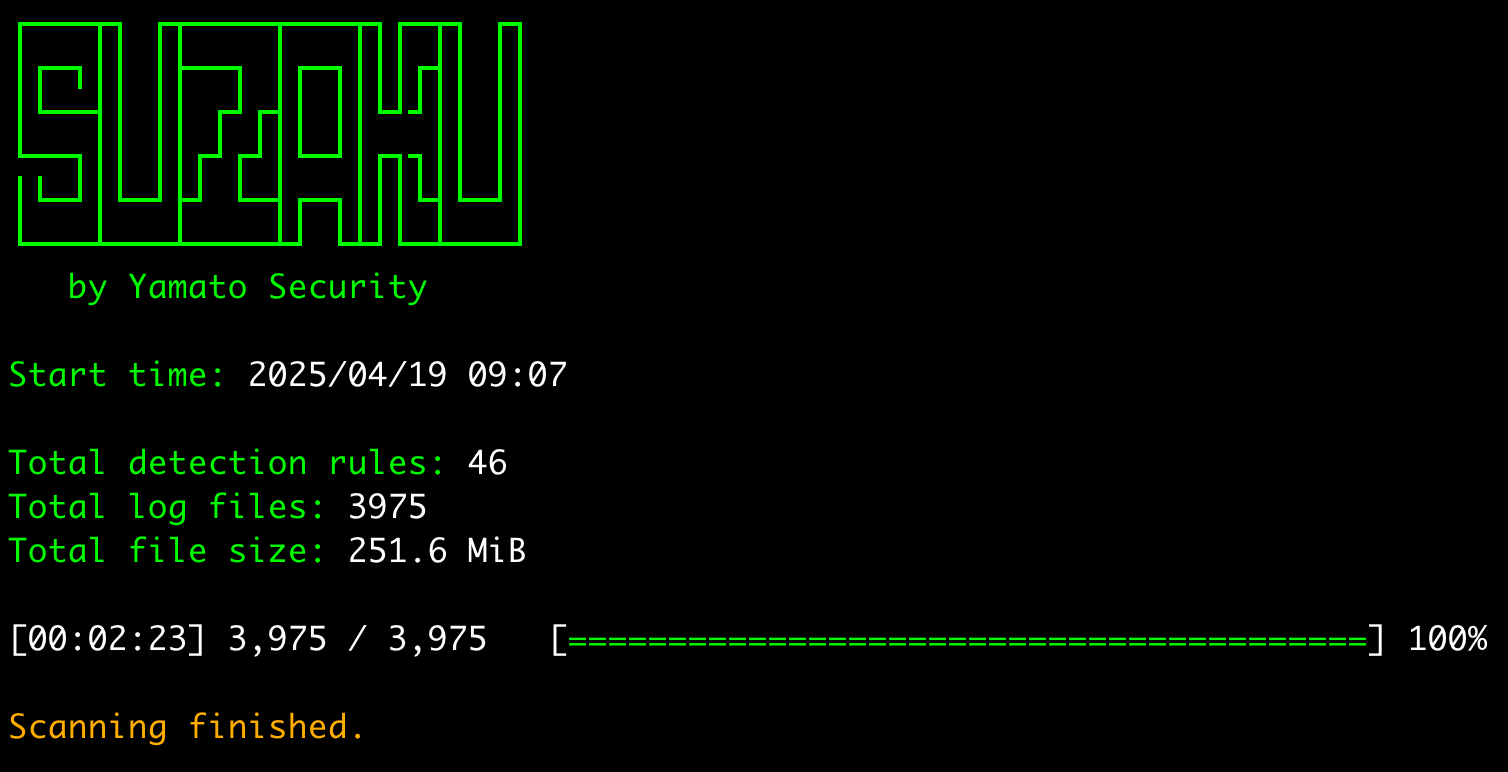 SUZAKU
by Yamato Security
Start time: 2025/04/19 09:07
Total detection rules: 46
Total log files: 3975
Total file size: 251.6 MiB
[00:02:23] 3,975 / 3,975 [========================================] 100%
Scanning finished.